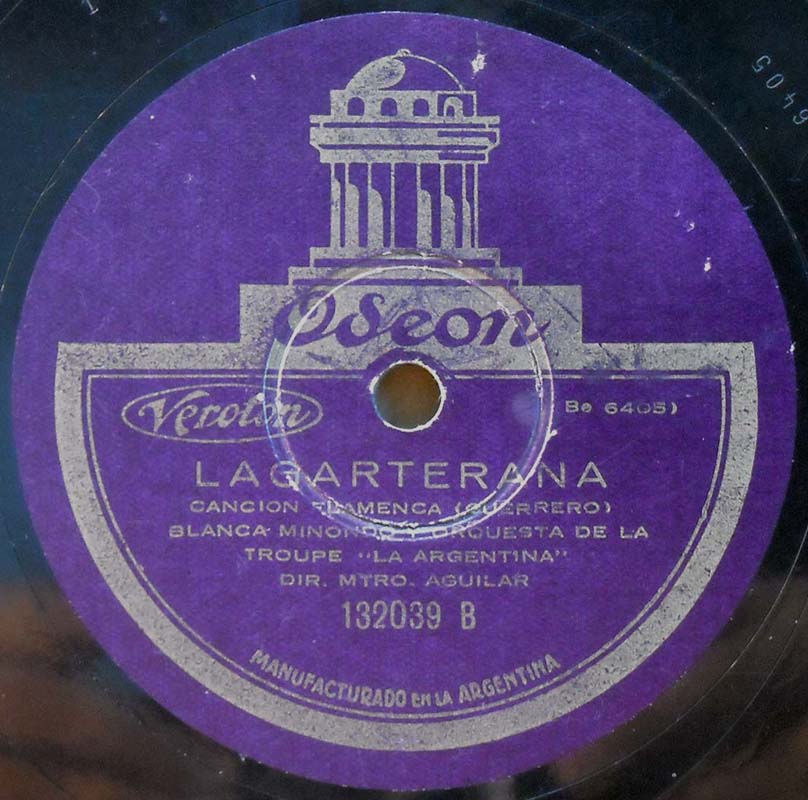 1
6405
Odeon
Veroton
Be 6405)
LAGARTERANA
CANCION FLAMENCA (GUERRERO)
BLANCA MINONDO Y ORQUESTA DE LA
TROUPE "LA ARGENTINA"
DIR. MTRO. AGUILAR
132039 B
MANUFACTURADO EN LA ARGENTINA